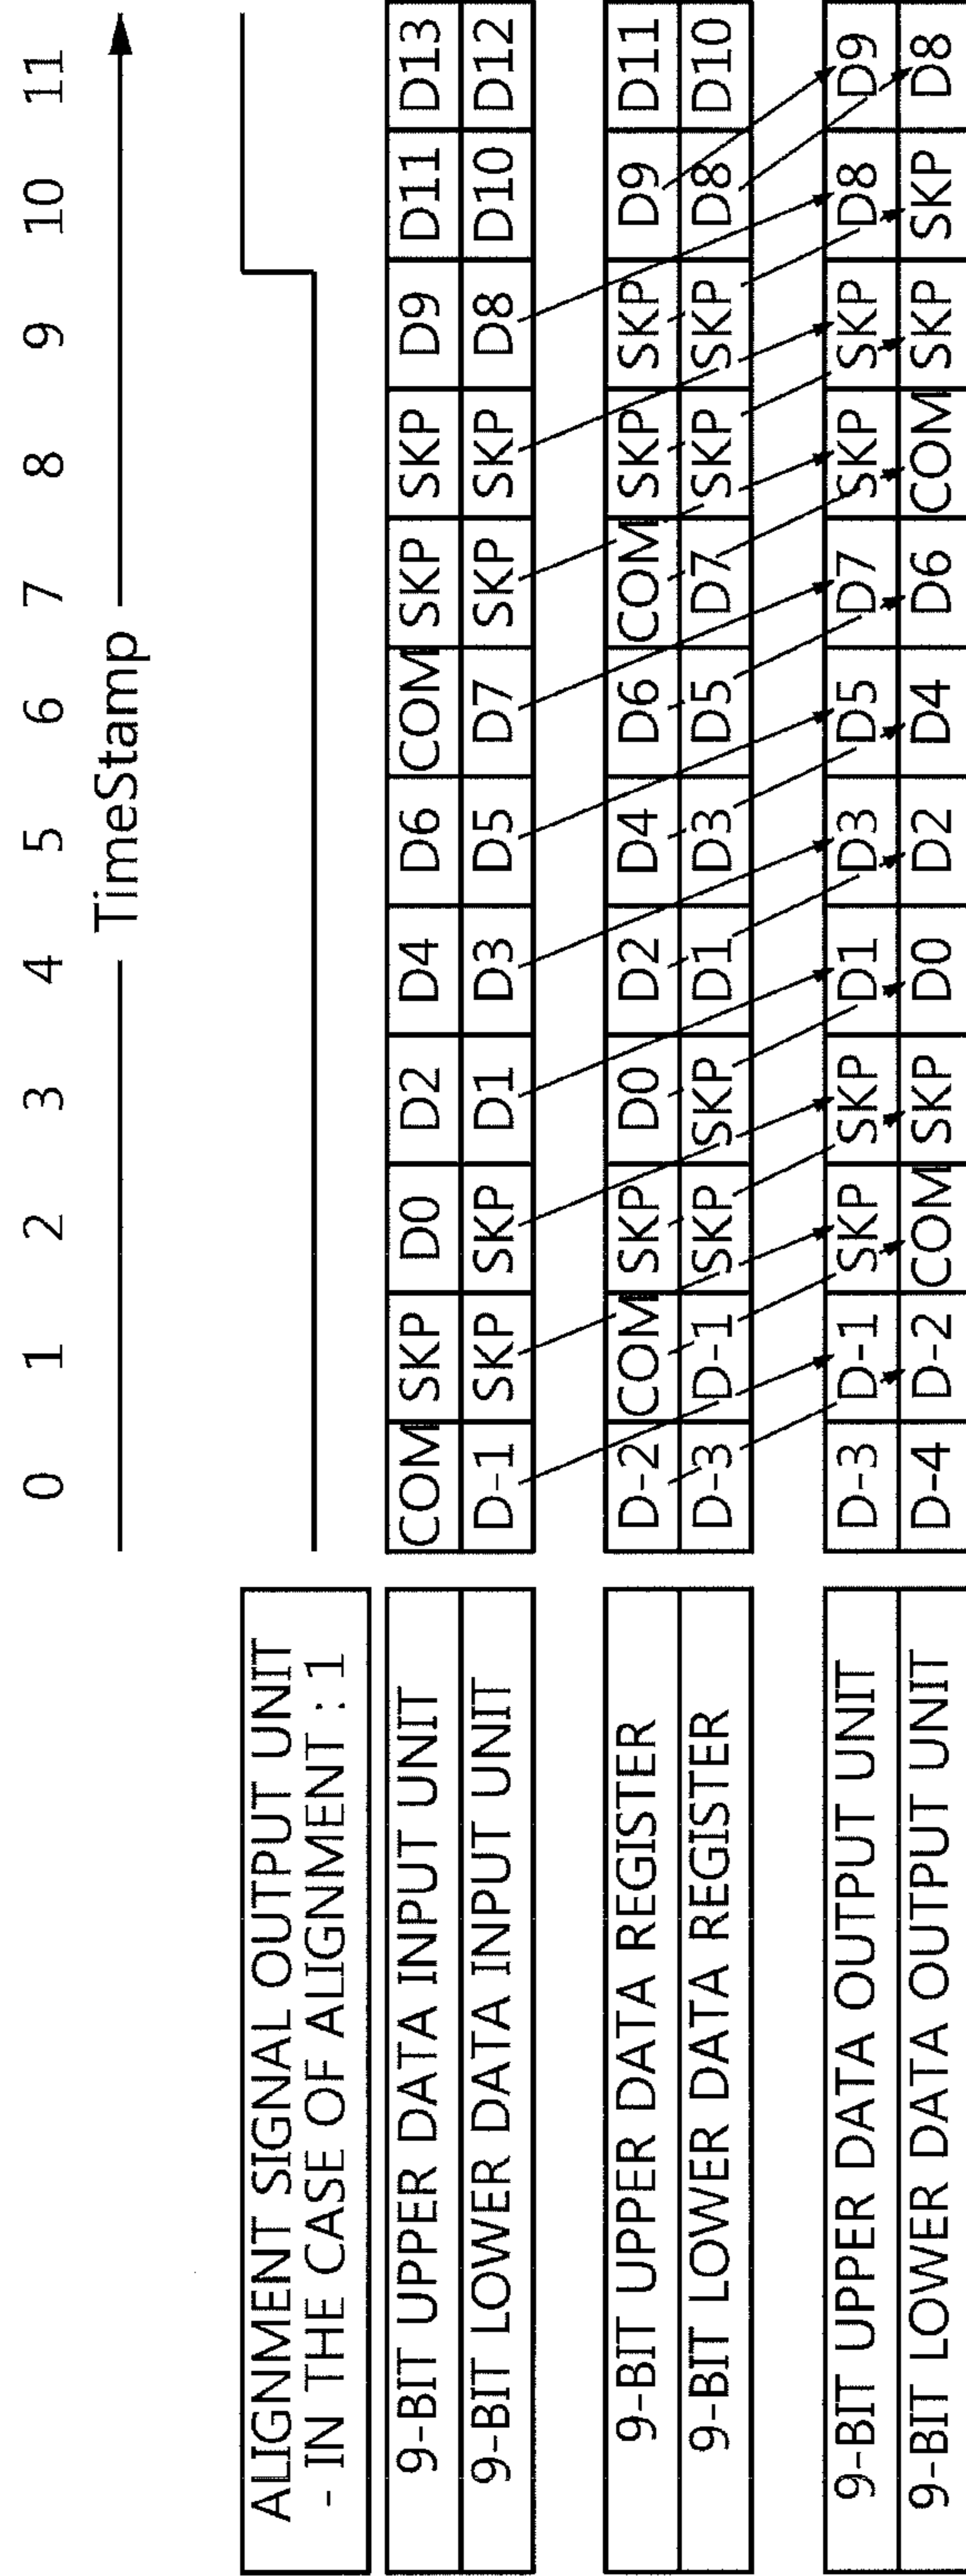 0 1 2 3 4 5 6 7 8 9 10 11
TimeStamp
ALIGNMENT SIGNAL OUTPUT UNIT
- IN THE CASE OF ALIGNMENT : 1
9-BIT UPPER DATA INPUT UNIT COM SKP D0 D2 D4 D6 COM SKP SKP D9 D11 D13
9-BIT LOWER DATA INPUT UNIT D-1 SKP SKP D1 D3 D5 D7 SKP SKP D8 D10 D12
9-BIT UPPER DATA REGISTER D-2 COM SKP D0 D2 D4 D6 COM SKP SKP D9 D11
9-BIT LOWER DATA REGISTER D-3 D-1 SKP SKP D1 D3 D5 D7 SKP SKP D8 D10
9-BIT UPPER DATA OUTPUT UNIT D-3 D-1 SKP SKP D1 D3 D5 D7 SKP SKP D8 D9
9-BIT LOWER DATA OUTPUT UNIT D-4 D-2 COM SKP D0 D2 D4 D6 COM SKP SKP D8